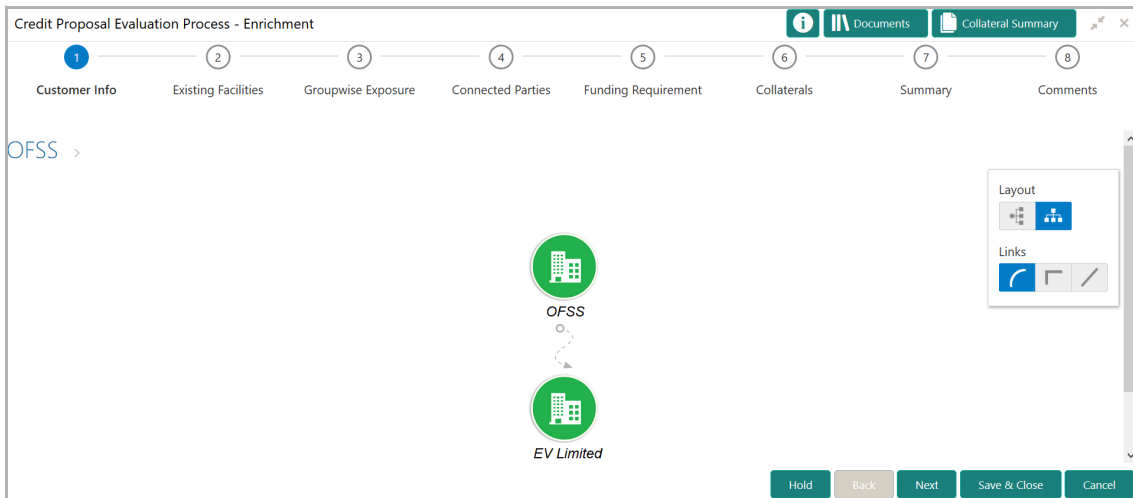 Credit Proposal Evaluation Process - Enrichment
i Documents Collateral Summary
1 2 3 4 5 6 7 8
Customer Info Existing Facilities Groupwise Exposure Connected Parties Funding Requirement Collaterals Summary Comments
OFSS
Layout
Links
OFSS
EV Limited
Hold Back Next Save & Close Cancel